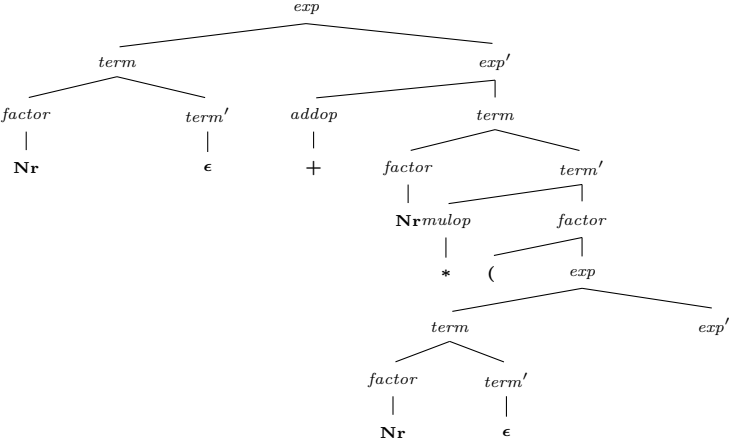 exp
term exp′
factor term′ addop term
Nr ϵ + factor term′
Nr mulop factor
* ( exp
term exp′
factor term′
Nr ϵ